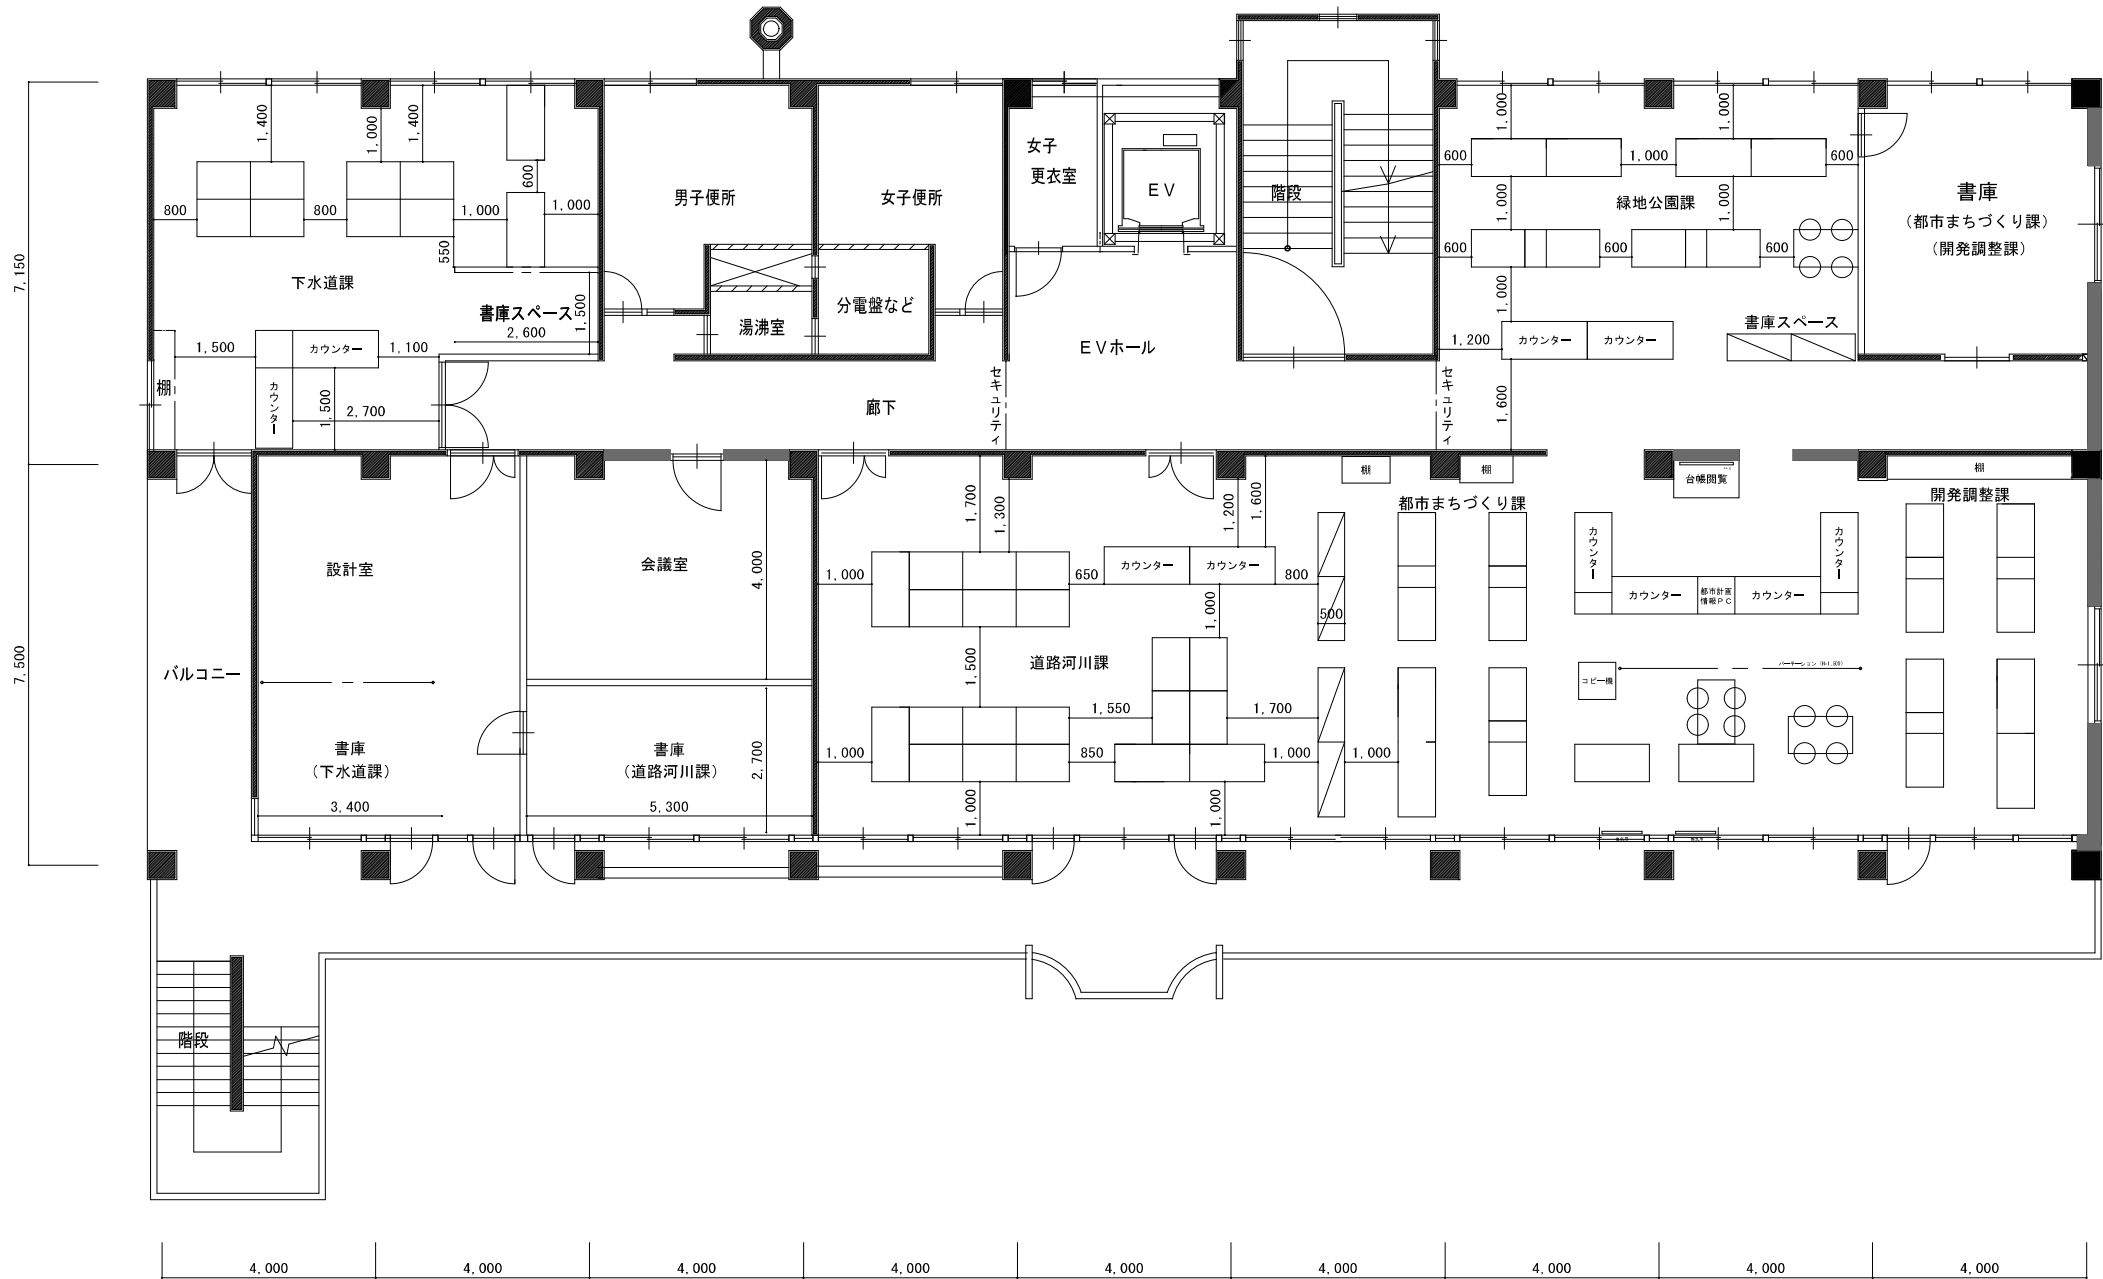 7,150
7,500
1,400
1,000
1,400
600
800
800
1,000
1,000
550
下水道課
書庫スペース
2,600
1,500
1,500
カウンター
1,100
棚
カウンター
1,500
2,700
男子便所
女子便所
湯沸室
分電盤など
女子
更衣室
EV
EVホール
階段
セキュリティ
セキュリティ
廊下
1,000
1,000
600
1,000
600
緑地公園課
1,000
1,000
600
600
600
1,000
書庫スペース
1,200
カウンター
カウンター
1,600
書庫
(都市まちづくり課)
(開発調整課)
バルコニー
設計室
会議室
4,000
書庫
(下水道課)
3,400
書庫
(道路河川課)
2,700
5,300
1,700
1,300
1,200
1,600
1,000
650
カウンター
カウンター
800
1,000
500
道路河川課
1,500
1,550
1,700
1,000
850
1,000
1,000
1,000
1,000
棚
棚
都市まちづくり課
台帳閲覧
棚
開発調整課
カウンター
カウンター
カウンター
都市計画
情報PC
カウンター
コピー機
パーテーション (H=1,500)
階段
4,000
4,000
4,000
4,000
4,000
4,000
4,000
4,000
4,000